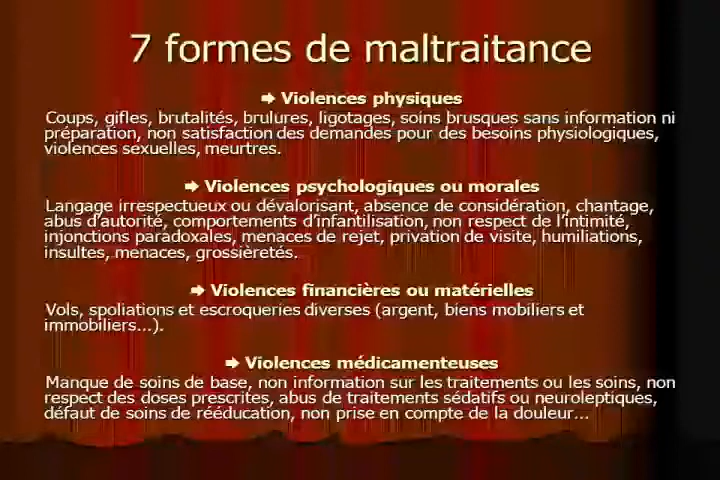 7 formes de maltraitance
➡ Violences physiques
Coups, gifles, brutalités, brulures, ligotages, soins brusques sans information ni
préparation, non satisfaction des demandes pour des besoins physiologiques,
violences sexuelles, meurtres.
➡ Violences psychologiques ou morales
Langage irrespectueux ou dévalorisant, absence de considération, chantage,
abus d'autorité, comportements d'infantilisation, non respect de l'intimité,
injonctions paradoxales, menaces de rejet, privation de visite, humiliations,
insultes, menaces, grossièretés.
➡ Violences financières ou matérielles
Vols, spoliations et escroqueries diverses (argent, biens mobiliers et
immobiliers...).
➡ Violences médicamenteuses
Manque de soins de base, non information sur les traitements ou les soins, non
respect des doses prescrites, abus de traitements sédatifs ou neuroleptiques,
défaut de soins de rééducation, non prise en compte de la douleur...